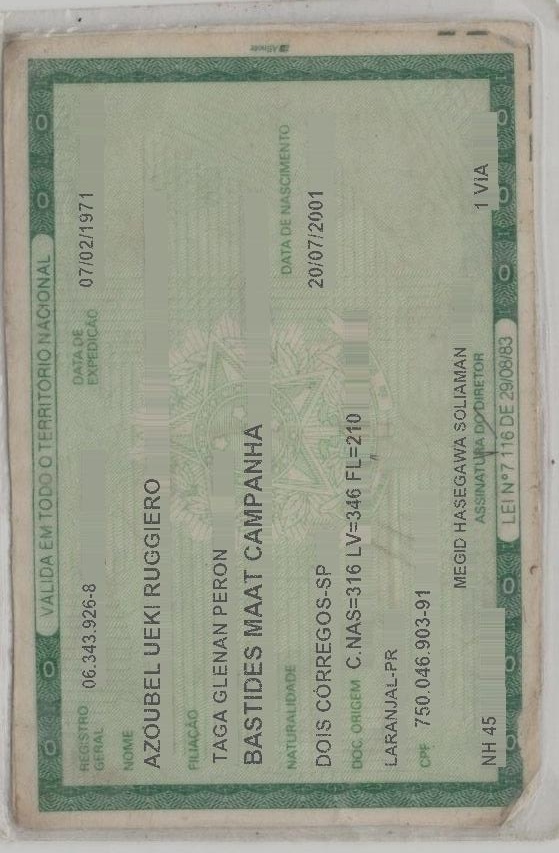 VÁLIDA EM TODO O TERRITÓRIO NACIONAL
REGISTRO GERAL 06.343.926-8 DATA DE EXPEDIÇÃO 07/02/1971
NOME
AZÓUBEL UEKI RUGGIERO
FILIAÇÃO
TAGA GLENAN PERON
BASTIDES MAAT CAMPANHA
NATURALIDADE DATA DE NASCIMENTO
DOIS CÓRREGOS-SP 20/07/2001
DOC. ORIGEM C.NAS=316 LV=346 FL=210
LARANJAL-PR
CPF 750.046.903-91
MEGID HASEGAWA SOLIAMAN
NH 45 ASSINATURA DO DIRETOR 1 VIA
LEI Nº 7 116 DE 29/08/83